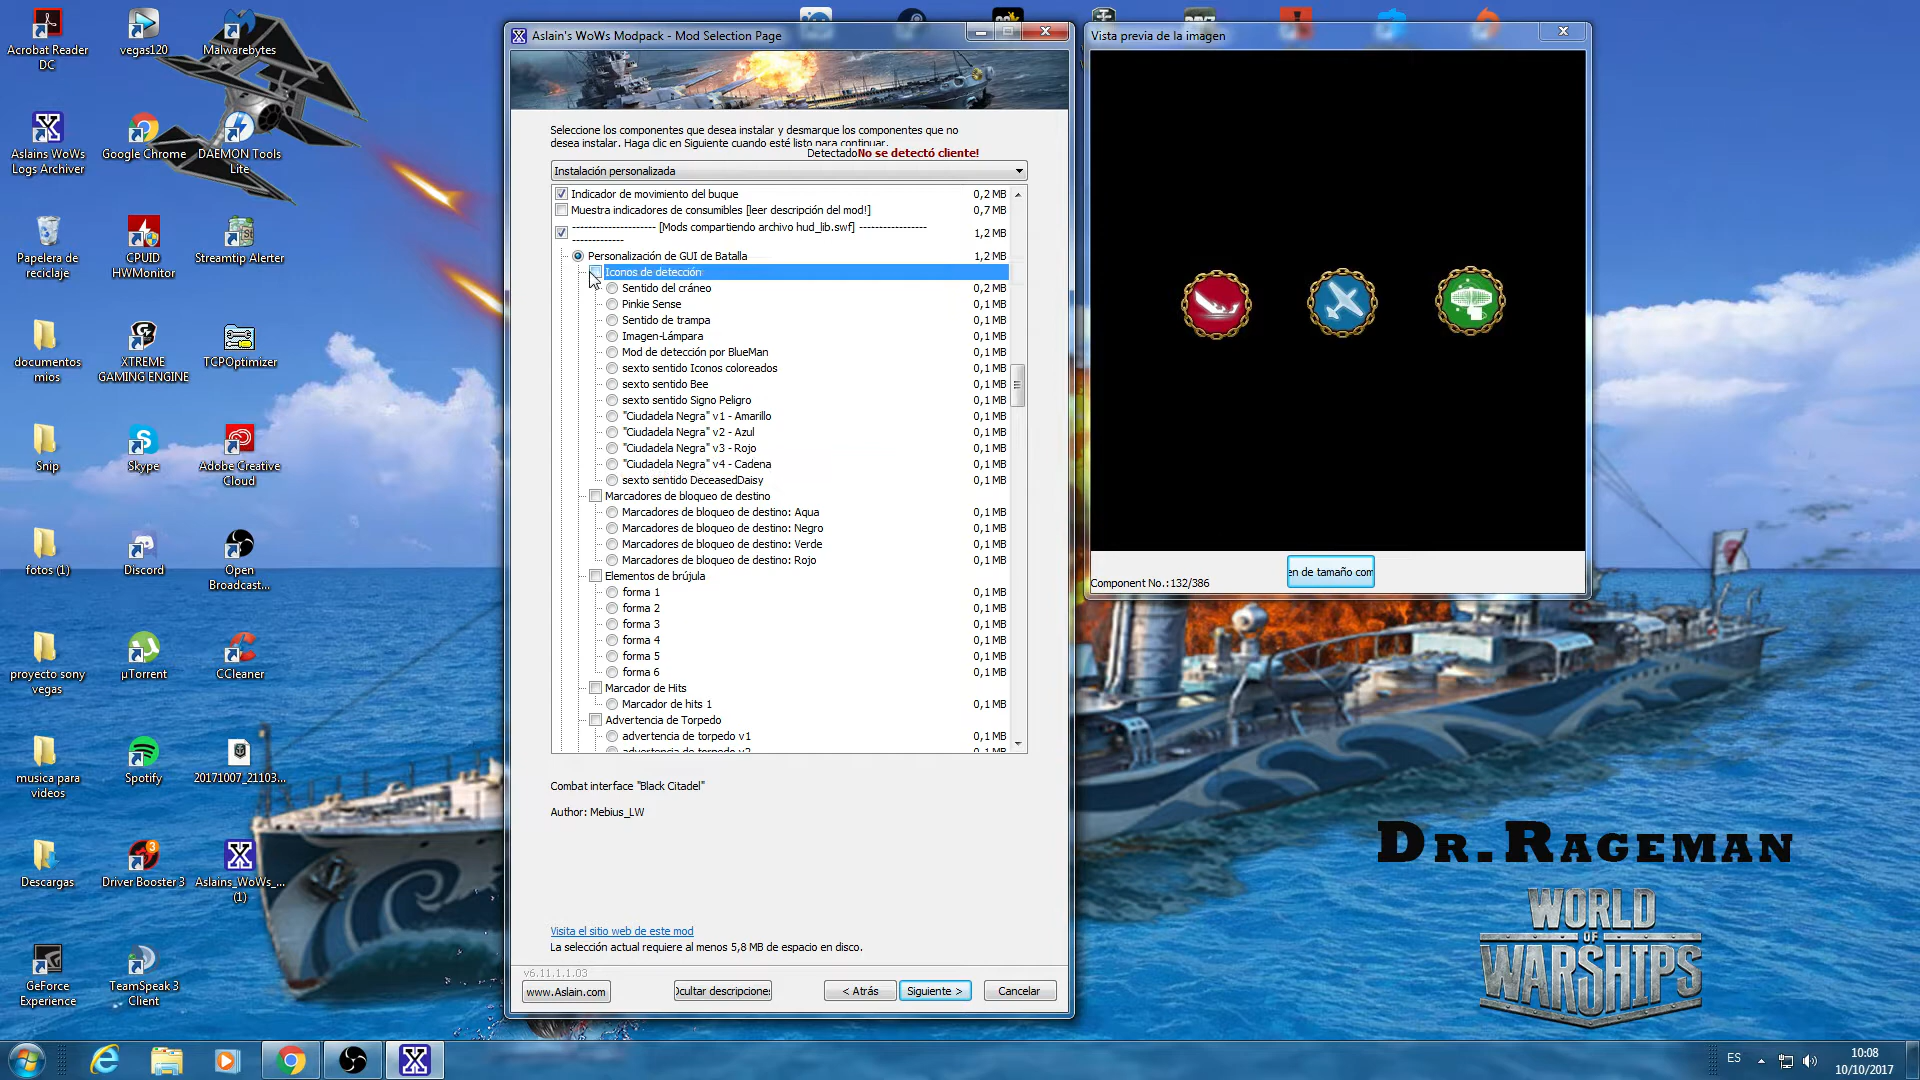 Acrobat Reader
DC
vegas120
Malwarebytes
Aslains WoWs
Logs Archiver
Google Chrome
DAEMON Tools
Lite
Papelera de
reciclaje
CPUID
HWMonitor
Streamtip Alerter
documentos
mios
XTREME
GAMING ENGINE
TCPOptimizer
Snip
Skype
Adobe Creative
Cloud
fotos (1)
Discord
Open
Broadcast...
proyecto sony
vegas
µTorrent
CCleaner
musica para
videos
Spotify
20171007_21103...
Descargas
Driver Booster 3
Aslains_WoWs_...
(1)
GeForce
Experience
TeamSpeak 3
Client
Aslain's WoWs Modpack - Mod Selection Page
Seleccione los componentes que desea instalar y desmarque los componentes que no
desea instalar. Haga clic en Siguiente cuando esté listo para continuar.
DetectadoNo se detectó cliente!
Instalación personalizada
Indicador de movimiento del buque 0,2 MB
Muestra indicadores de consumibles [leer descripción del mod!] 0,7 MB
--------------------- [Mods compartiendo archivo hud_lib.swf] -----------------
------------- 1,2 MB
Personalización de GUI de Batalla 1,2 MB
Iconos de detección
Sentido del cráneo 0,2 MB
Pinkie Sense 0,1 MB
Sentido de trampa 0,1 MB
Imagen-Lámpara 0,1 MB
Mod de detección por BlueMan 0,1 MB
sexto sentido Iconos coloreados 0,1 MB
sexto sentido Bee 0,1 MB
sexto sentido Signo Peligro 0,1 MB
"Ciudadela Negra" v1 - Amarillo 0,1 MB
"Ciudadela Negra" v2 - Azul 0,1 MB
"Ciudadela Negra" v3 - Rojo 0,1 MB
"Ciudadela Negra" v4 - Cadena 0,1 MB
sexto sentido DeceasedDaisy 0,1 MB
Marcadores de bloqueo de destino
Marcadores de bloqueo de destino: Aqua 0,1 MB
Marcadores de bloqueo de destino: Negro 0,1 MB
Marcadores de bloqueo de destino: Verde 0,1 MB
Marcadores de bloqueo de destino: Rojo 0,1 MB
Elementos de brújula
forma 1 0,1 MB
forma 2 0,1 MB
forma 3 0,1 MB
forma 4 0,1 MB
forma 5 0,1 MB
forma 6 0,1 MB
Marcador de Hits
Marcador de hits 1 0,1 MB
Advertencia de Torpedo
advertencia de torpedo v1 0,1 MB
advertencia de torpedo v2 0,1 MB
Combat interface "Black Citadel"
Author: Mebius_LW
Visita el sitio web de este mod
La selección actual requiere al menos 5,8 MB de espacio en disco.
v6.11.1.1.03
www.Aslain.com
Ocultar descripciones
< Atrás
Siguiente >
Cancelar
Vista previa de la imagen
Component No.:132/386
en de tamaño com
DR.RAGEMAN
WORLD
OF
WARSHIPS
3
ES
10:08
10/10/2017